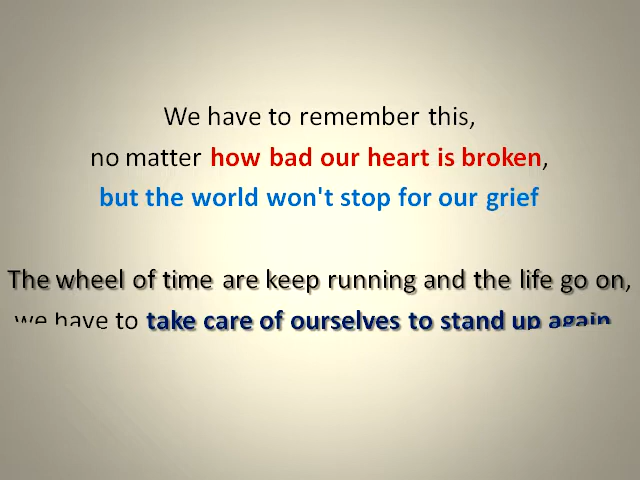 We have to remember this,
no matter how bad our heart is broken,
but the world won't stop for our grief
The wheel of time are keep running and the life go on,
we have to take care of ourselves to stand up again